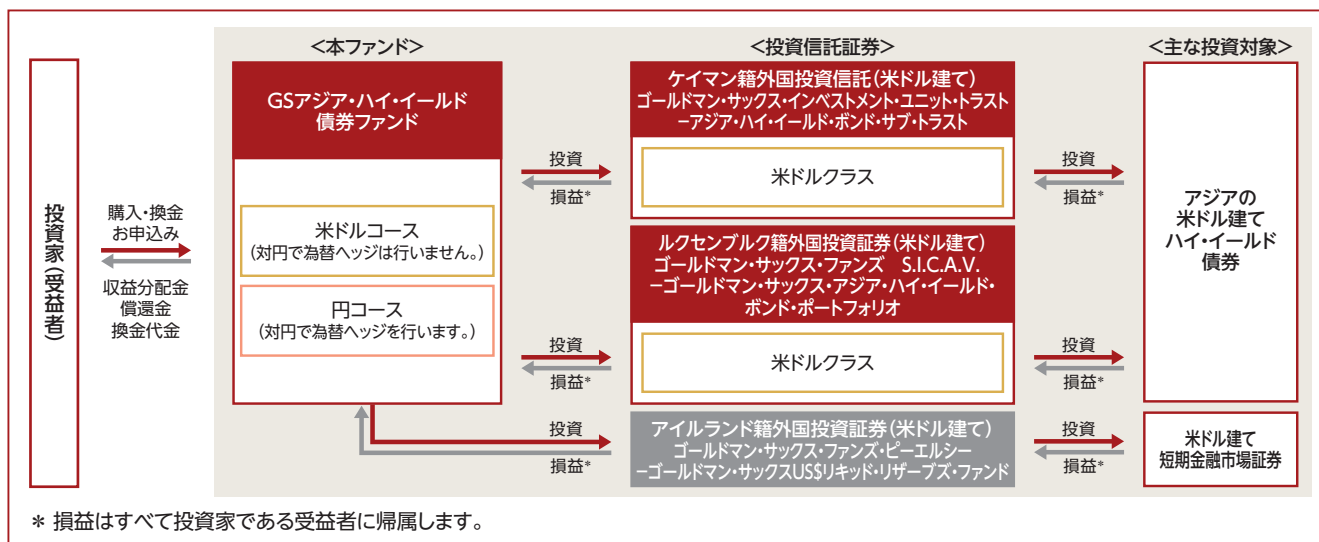 ＜本ファンド＞
＜投資信託証券＞
＜主な投資対象＞
投資家（受益者）
購入・換金
お申込み
収益分配金
償還金
換金代金
GSアジア・ハイ・イールド
債券ファンド
米ドルコース
（対円で為替ヘッジは行いません。）
円コース
（対円で為替ヘッジを行います。）
投資
損益*
投資
損益*
投資
損益*
ケイマン籍外国投資信託（米ドル建て）
ゴールドマン・サックス・インベストメント・ユニット・トラスト
－アジア・ハイ・イールド・ボンド・サブ・トラスト
米ドルクラス
ルクセンブルク籍外国投資証券（米ドル建て）
ゴールドマン・サックス・ファンズ　S.I.C.A.V.
－ゴールドマン・サックス・アジア・ハイ・イールド・
ボンド・ポートフォリオ
米ドルクラス
アイルランド籍外国投資証券（米ドル建て）
ゴールドマン・サックス・ファンズ・ピーエルシー
－ゴールドマン・サックスUS$リキッド・リザーブズ・ファンド
投資
損益*
投資
損益*
投資
損益*
アジアの
米ドル建て
ハイ・イールド
債券
米ドル建て
短期金融市場証券
＊ 損益はすべて投資家である受益者に帰属します。